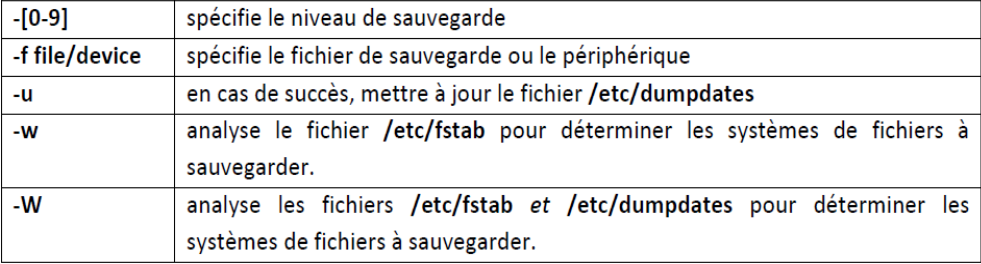 -[0-9] spécifie le niveau de sauvegarde
-f file/device spécifie le fichier de sauvegarde ou le périphérique
-u en cas de succès, mettre à jour le fichier /etc/dumpdates
-w analyse le fichier /etc/fstab pour déterminer les systèmes de fichiers à
sauvegarder.
-W analyse les fichiers /etc/fstab et /etc/dumpdates pour déterminer les
systèmes de fichiers à sauvegarder.